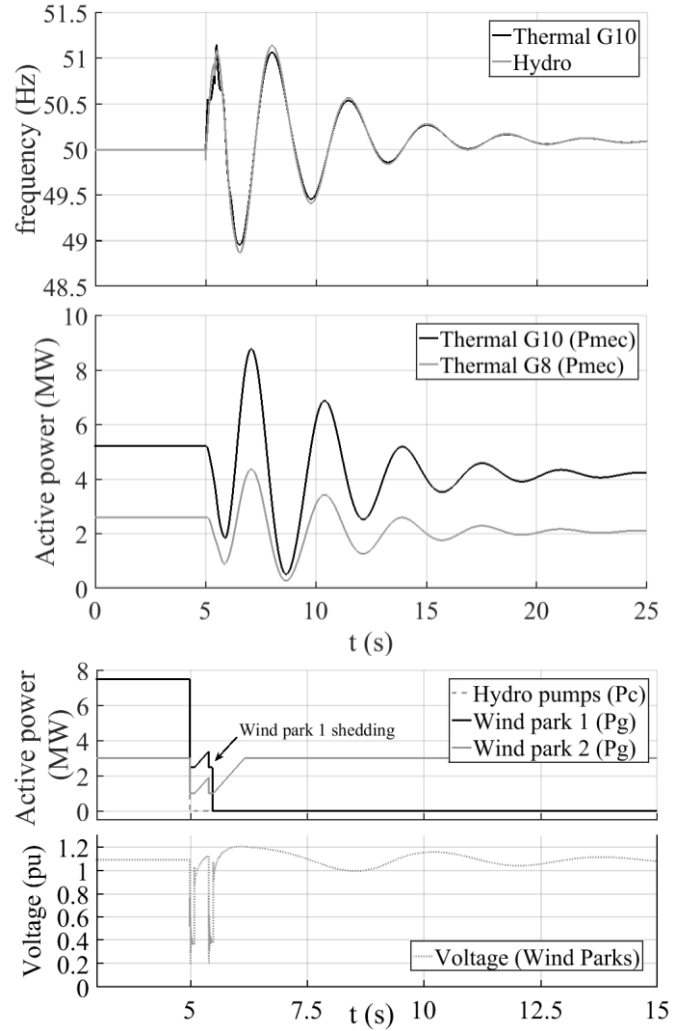 51.5
51
50.5
50
49.5
49
48.5
frequency (Hz)
Thermal G10
Hydro
10
8
6
4
2
0
Active power (MW)
Thermal G10 (Pmec)
Thermal G8 (Pmec)
0 5 10 15 20 25
t (s)
8
6
4
2
0
Active power
(MW)
Hydro pumps (Pc)
Wind park 1 (Pg)
Wind park 2 (Pg)
Wind park 1 shedding
1.2
1
0.8
0.6
0.4
0.2
0
Voltage (pu)
Voltage (Wind Parks)
5 7.5 10 12.5 15
t (s)